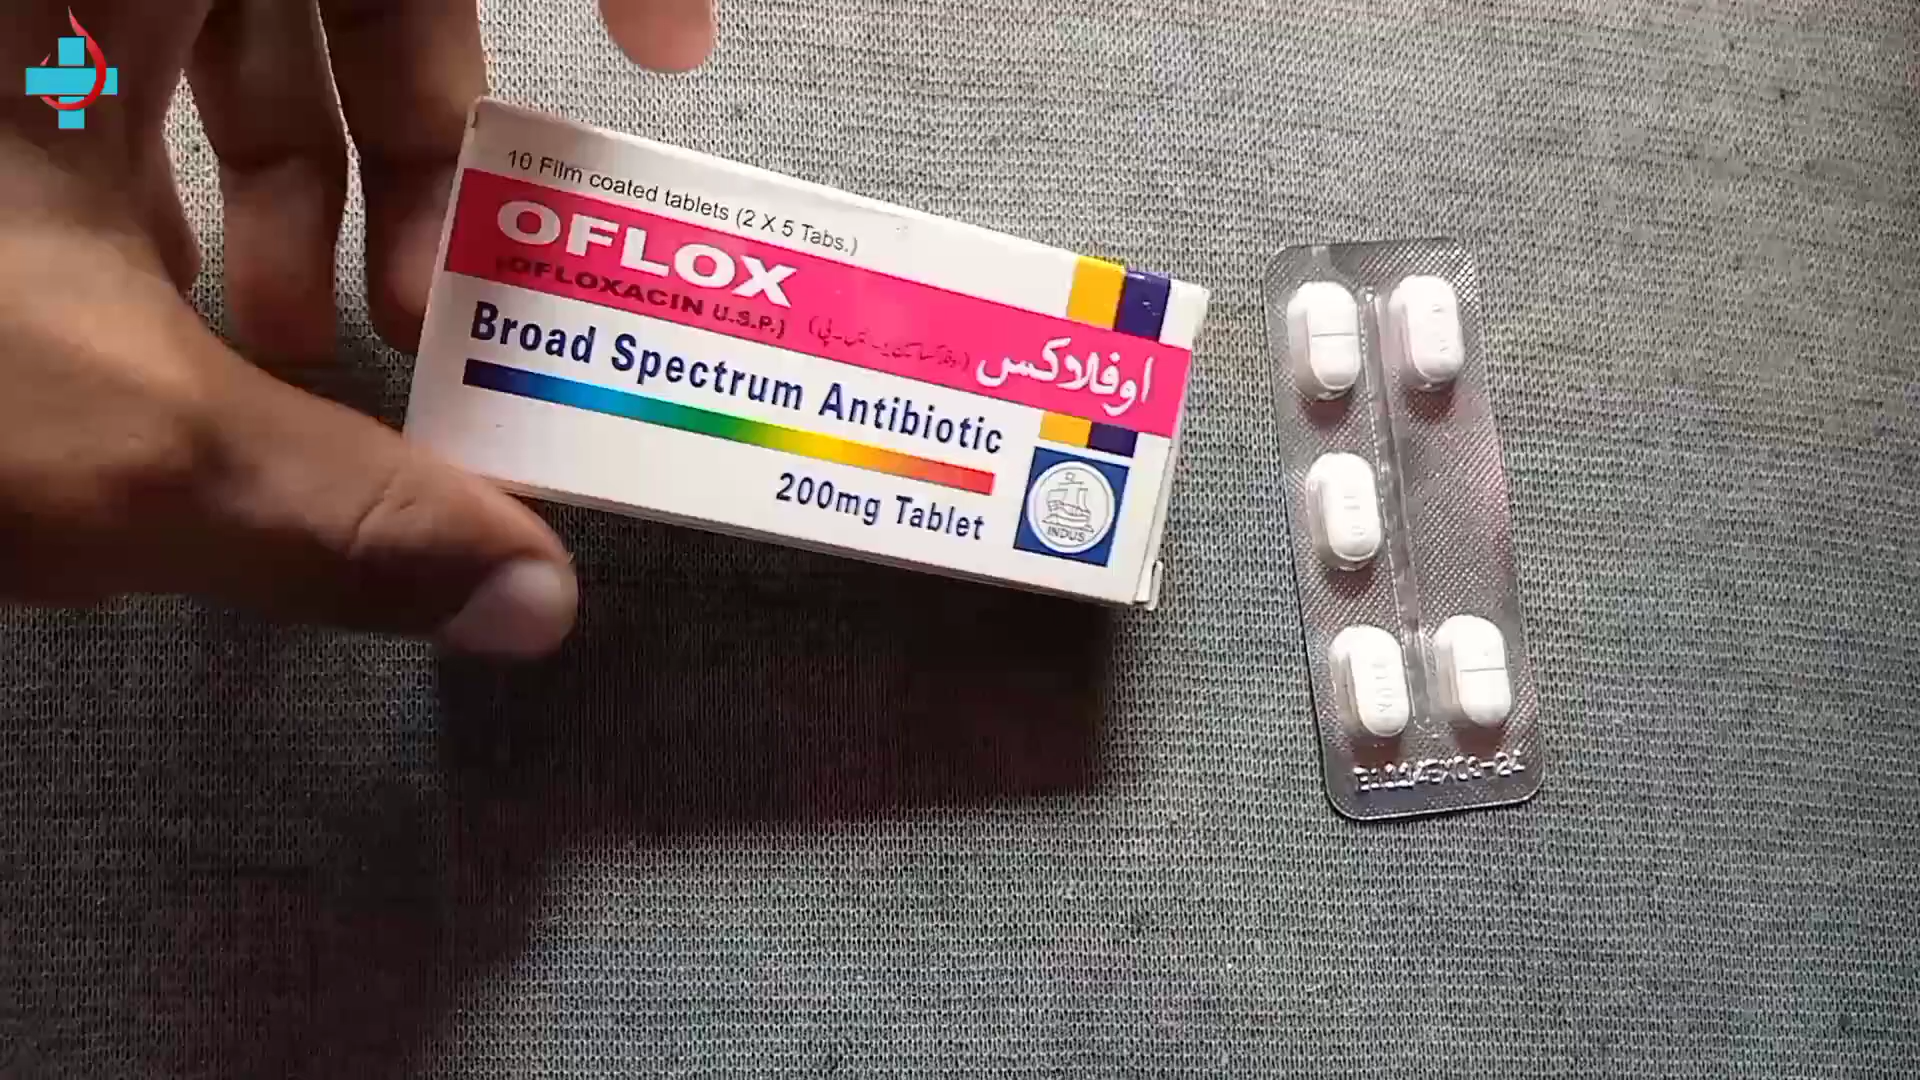 10 Film coated tablets (2 X 5 Tabs.)
OFLOX
(OFLOXACIN U.S.P.)
اوفلاکس
Broad Spectrum Antibiotic
200mg Tablet
INDUS